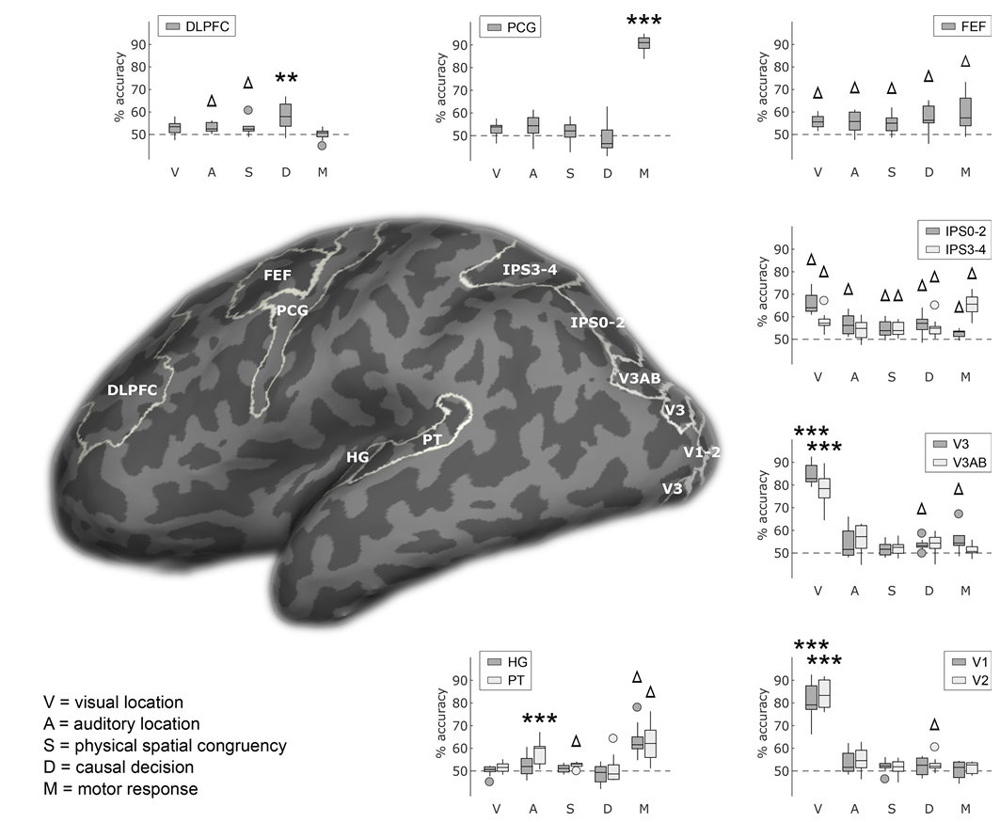 DLPFC
% accuracy
90
80
70
60
50
**
V A S D M
PCG
% accuracy
90
80
70
60
50
***
V A S D M
FEF
% accuracy
90
80
70
60
50
V A S D M
FEF
PCG
DLPFC
IPS3-4
IPS0-2
V3AB
V3
V1-2
V3
PT
HG
IPS0-2
IPS3-4
% accuracy
90
80
70
60
50
V A S D M
V3
V3AB
% accuracy
90
80
70
60
50
***
***
V A S D M
HG
PT
% accuracy
90
80
70
60
50
***
V A S D M
V1
V2
% accuracy
90
80
70
60
50
***
***
V A S D M
V = visual location
A = auditory location
S = physical spatial congruency
D = causal decision
M = motor response